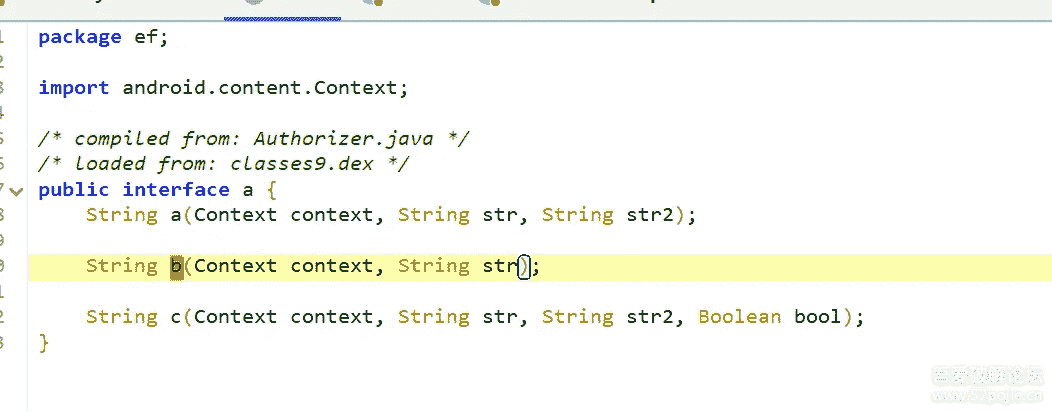 package ef;
import android.content.Context;
/* compiled from: Authorizer.java */
/* loaded from: classes9.dex */
public interface a {
    String a(Context context, String str, String str2);
    String b(Context context, String str);
    String c(Context context, String str, String str2, Boolean bool);
}